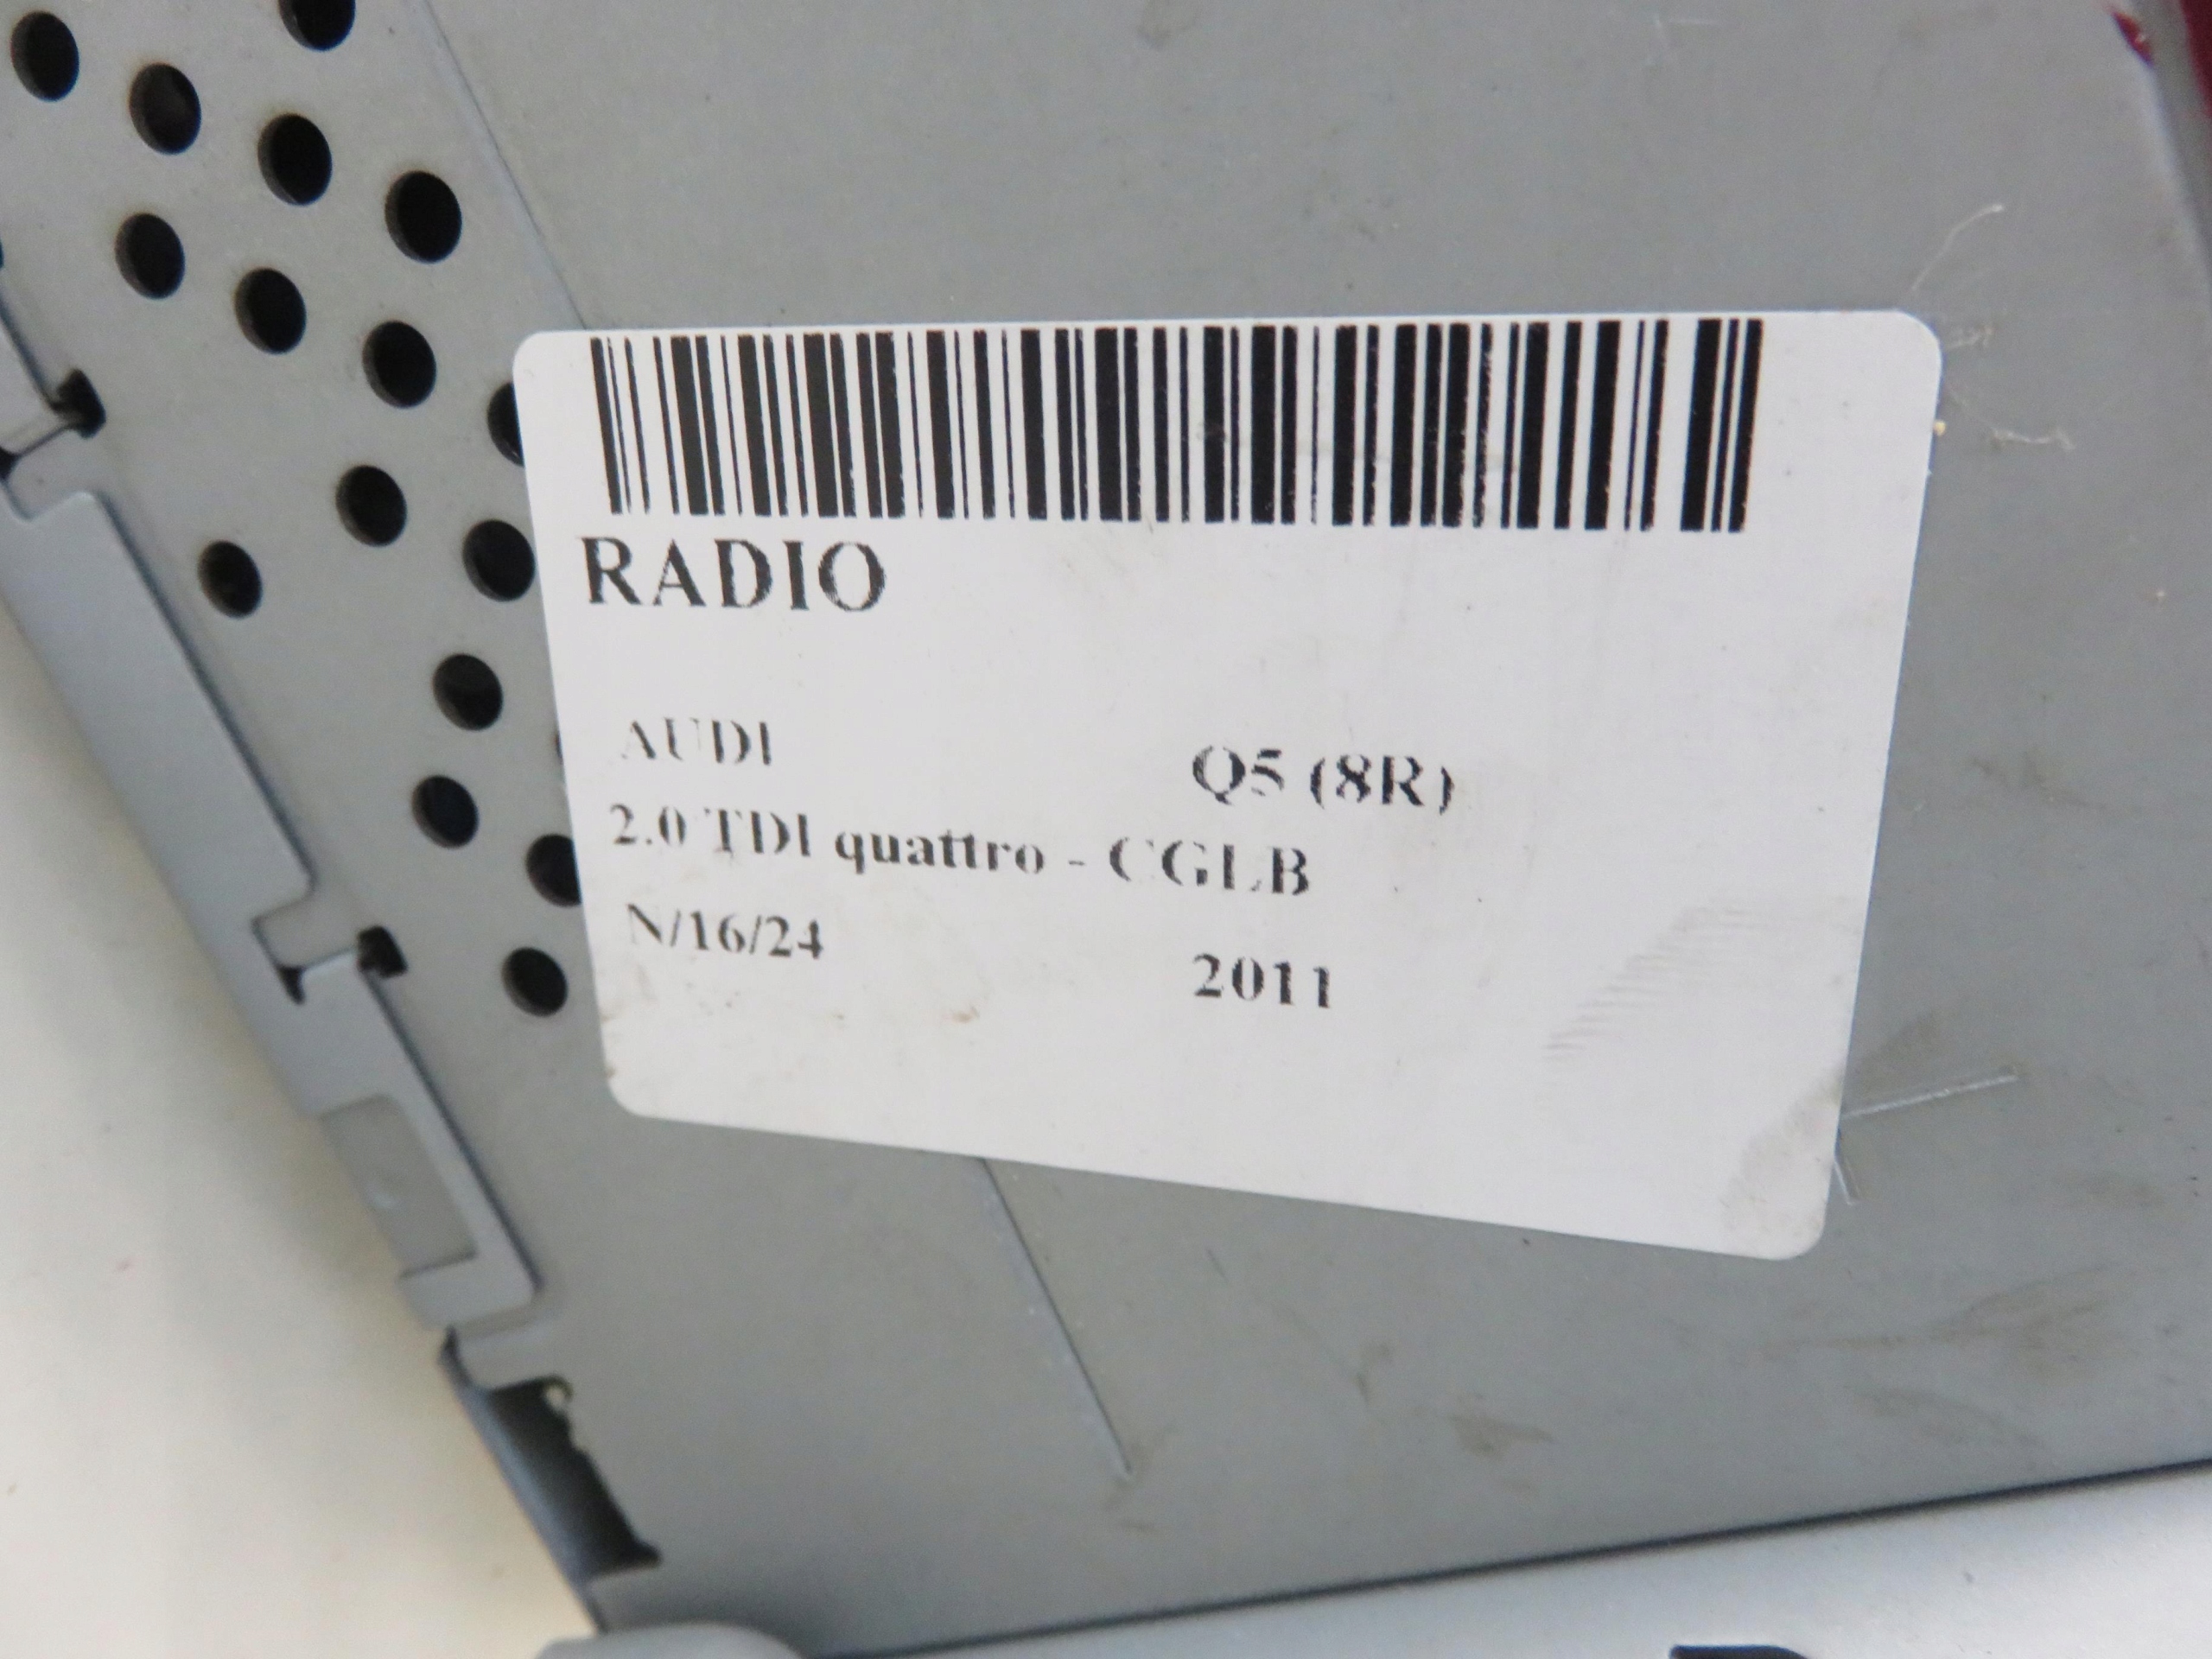 RADIO
AUDI Q5 (8R)
2.0 TDI quattro - CGLB
N/16/24 2011